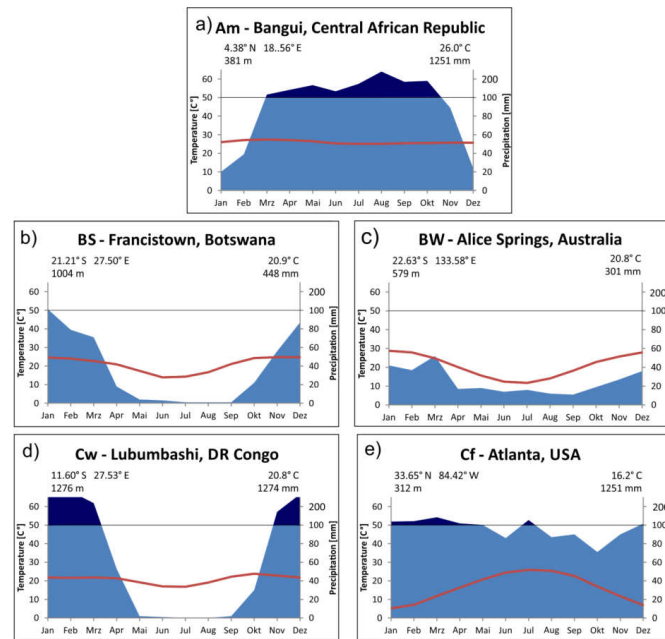 a)
Am - Bangui, Central African Republic
4.38° N 18..56° E 26.0° C
381 m 1251 mm
Temperature [C°]
60 50 40 30 20 10 0
200 100 80 60 40 20 0
Precipitation [mm]
Jan Feb Mrz Apr Mai Jun Jul Aug Sep Okt Nov Dez
b)
BS - Francistown, Botswana
21.21° S 27.50° E 20.9° C
1004 m 448 mm
Temperature [C°]
60 50 40 30 20 10 0
200 100 80 60 40 20 0
Precipitation [mm]
Jan Feb Mrz Apr Mai Jun Jul Aug Sep Okt Nov Dez
c)
BW - Alice Springs, Australia
22.63° S 133.58° E 20.8° C
579 m 301 mm
Temperature [C°]
60 50 40 30 20 10 0
200 100 80 60 40 20 0
Precipitation [mm]
Jan Feb Mrz Apr Mai Jun Jul Aug Sep Okt Nov Dez
d)
Cw - Lubumbashi, DR Congo
11.60° S 27.53° E 20.8° C
1276 m 1274 mm
Temperature [C°]
60 50 40 30 20 10 0
200 100 80 60 40 20 0
Precipitation [mm]
Jan Feb Mrz Apr Mai Jun Jul Aug Sep Okt Nov Dez
e)
Cf - Atlanta, USA
33.65° N 84.42° W 16.2° C
312 m 1251 mm
Temperature [C°]
60 50 40 30 20 10 0
200 100 80 60 40 20 0
Precipitation [mm]
Jan Feb Mrz Apr Mai Jun Jul Aug Sep Okt Nov Dez